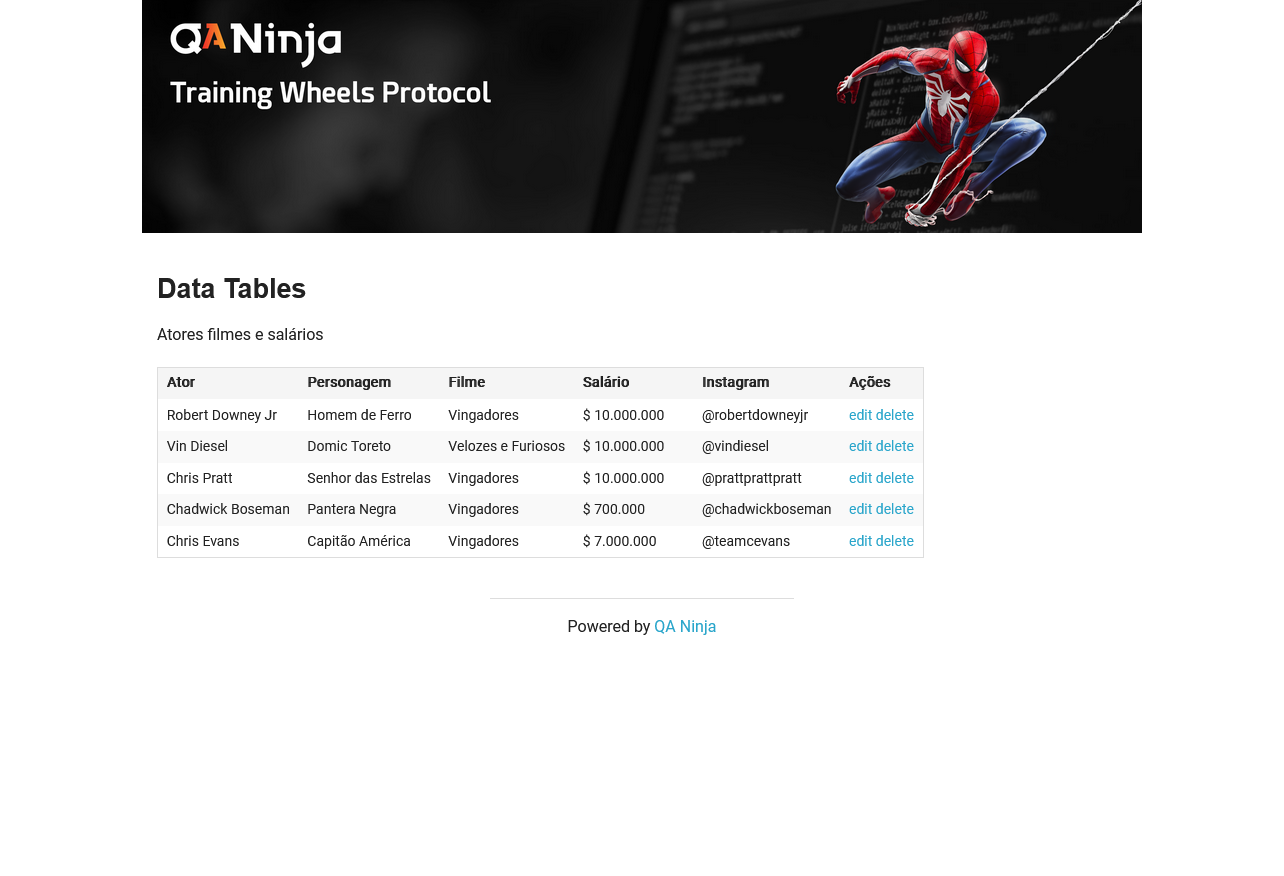 QANinja
Training Wheels Protocol
Data Tables
Atores filmes e salários
Ator Personagem Filme Salário Instagram Ações
Robert Downey Jr Homem de Ferro Vingadores $ 10.000.000 @robertdowneyjr edit delete
Vin Diesel Domic Toreto Velozes e Furiosos $ 10.000.000 @vindiesel edit delete
Chris Pratt Senhor das Estrelas Vingadores $ 10.000.000 @prattprattpratt edit delete
Chadwick Boseman Pantera Negra Vingadores $ 700.000 @chadwickboseman edit delete
Chris Evans Capitão América Vingadores $ 7.000.000 @teamcevans edit delete
Powered by QA Ninja